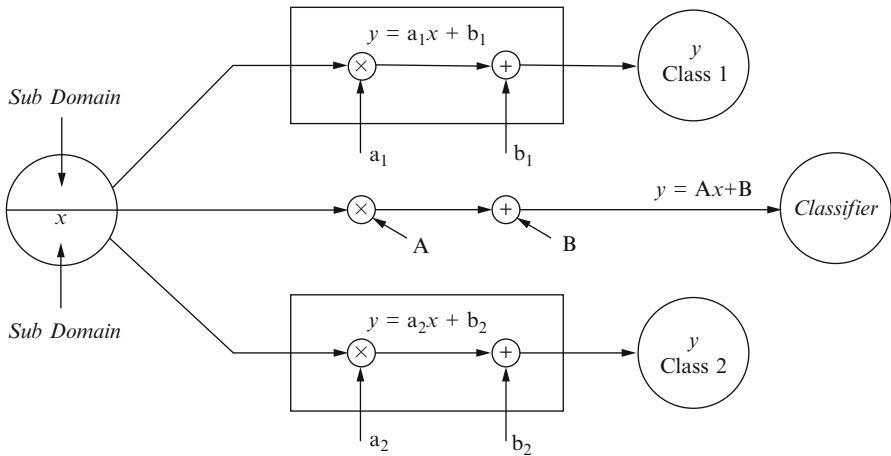 y = a₁x + b₁
×
+
y
Class 1
Sub Domain
a₁
b₁
y = Ax+B
x
×
+
Classifier
A
B
Sub Domain
y = a₂x + b₂
×
+
y
Class 2
a₂
b₂